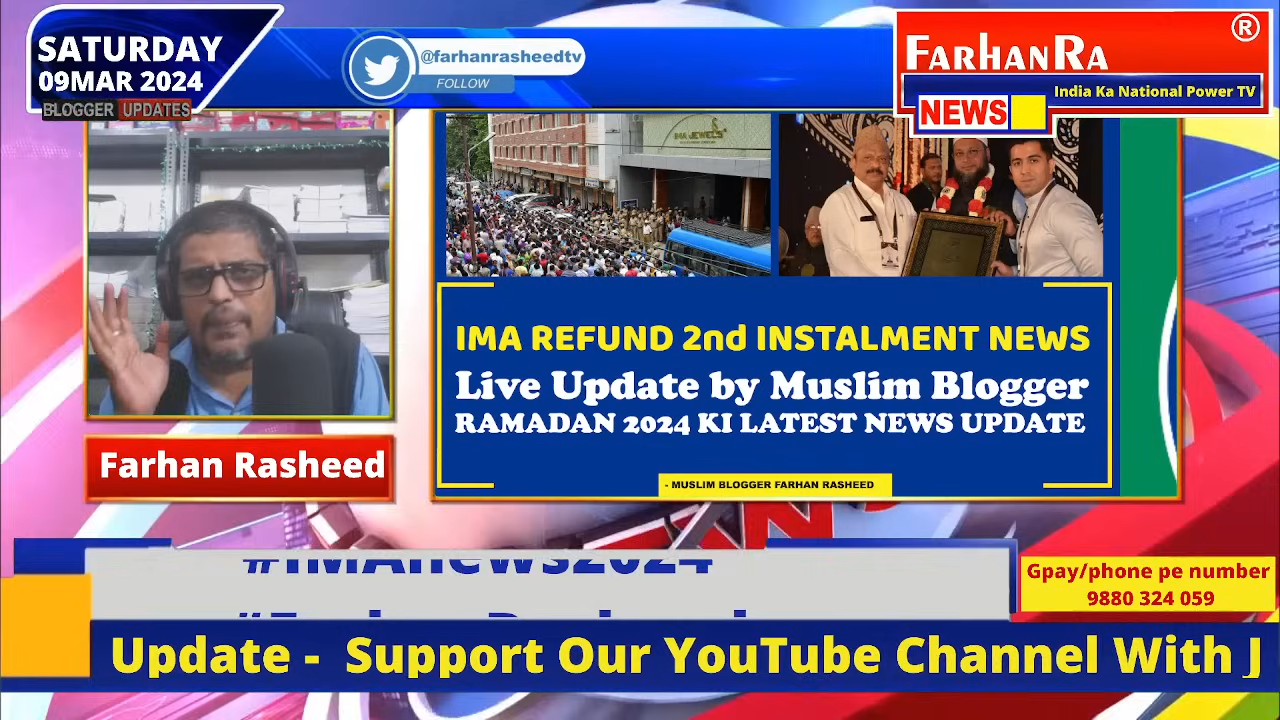 SATURDAY
09MAR 2024
BLOGGER UPDATES
@farhanrasheedtv
FOLLOW
FARHANRA
India Ka National Power TV
NEWS
®
IMA JEWELS
IMA REFUND 2nd INSTALMENT NEWS
Live Update by Muslim Blogger
RAMADAN 2024 KI LATEST NEWS UPDATE
- MUSLIM BLOGGER FARHAN RASHEED
Farhan Rasheed
#IMAnews2024
Gpay/phone pe number
9880 324 059
Update - Support Our YouTube Channel With J